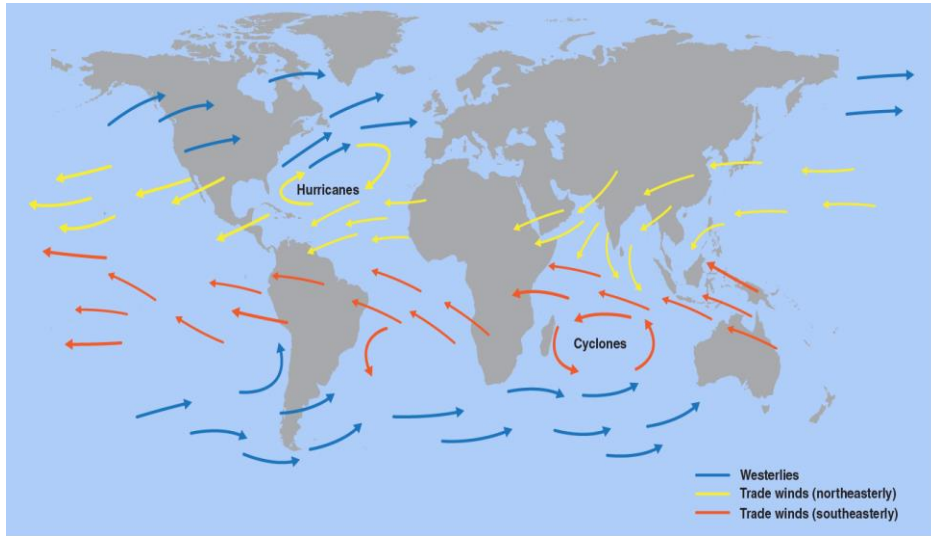 Hurricanes
Cyclones
Westerlies
Trade winds (northeasterly)
Trade winds (southeasterly)